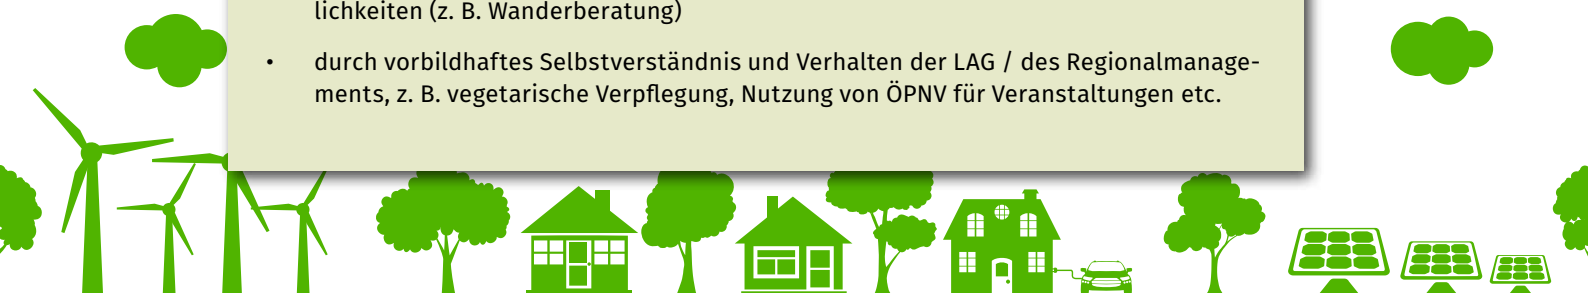 lichkeiten (z. B. Wanderberatung)
• durch vorbildhaftes Selbstverständnis und Verhalten der LAG / des Regionalmanage-
ments, z. B. vegetarische Verpflegung, Nutzung von ÖPNV für Veranstaltungen etc.